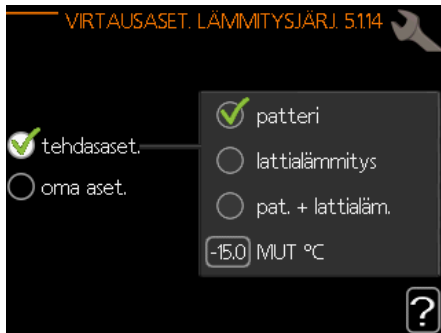 VIRTAUSASET. LÄMMITYSJÄRJ. 5.1.14
tehdasaset.
oma aset.
patteri
lattialämmitys
pat. + lattialäm.
-15.0 MUT °C
?